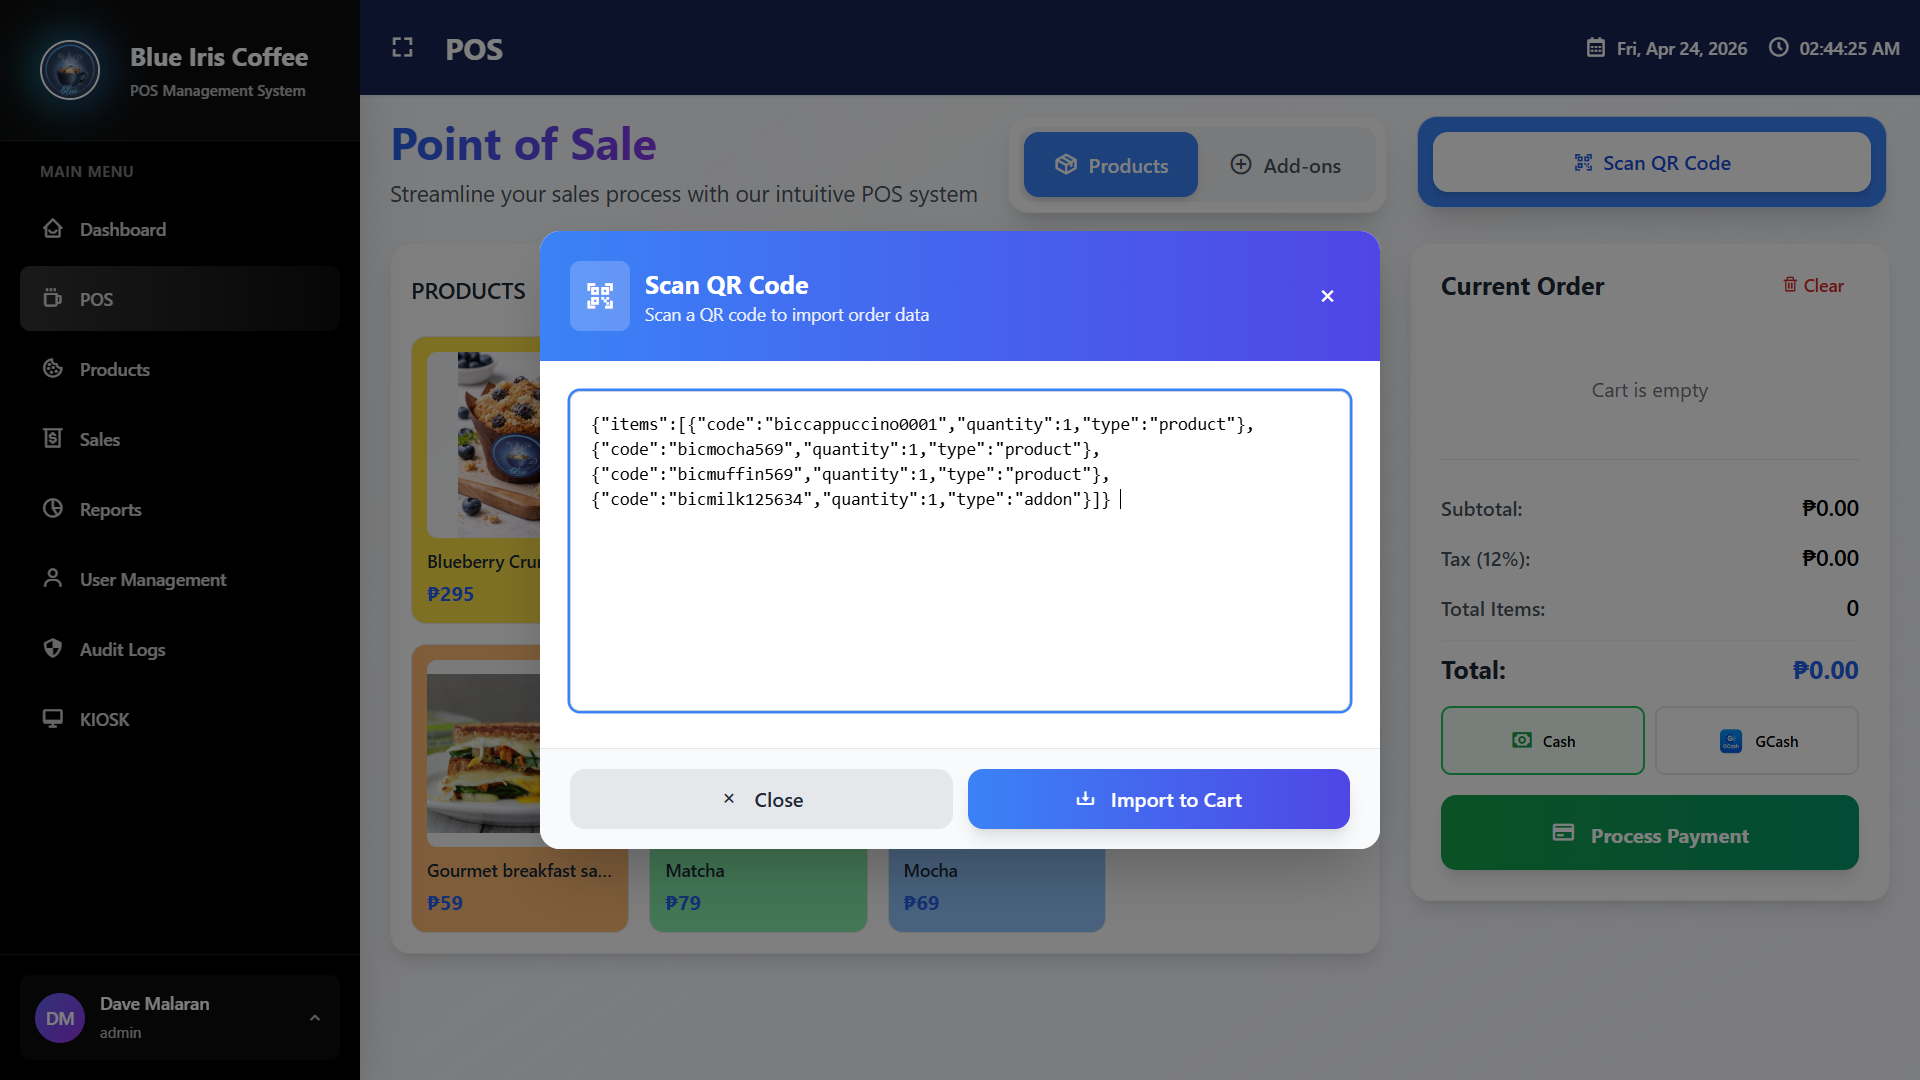 Blue Iris Coffee
POS Management System
MAIN MENU
Dashboard
POS
Products
Sales
Reports
User Management
Audit Logs
KIOSK
DM
Dave Malaran
admin
POS
Fri, Apr 24, 2026
02:44:25 AM
Point of Sale
Streamline your sales process with our intuitive POS system
Products
Add-ons
Scan QR Code
PRODUCTS
Blueberry Cru
₱295
Gourmet breakfast sa...
₱59
Matcha
₱79
Mocha
₱69
Scan QR Code
Scan a QR code to import order data
{"items":[{"code":"biccappuccino0001","quantity":1,"type":"product"},
{"code":"bicmocha569","quantity":1,"type":"product"},
{"code":"bicmuffin569","quantity":1,"type":"product"},
{"code":"bicmilk125634","quantity":1,"type":"addon"}]}
Close
Import to Cart
Current Order
Clear
Cart is empty
Subtotal:
₱0.00
Tax (12%):
₱0.00
Total Items:
0
Total:
₱0.00
Cash
GCash
Process Payment